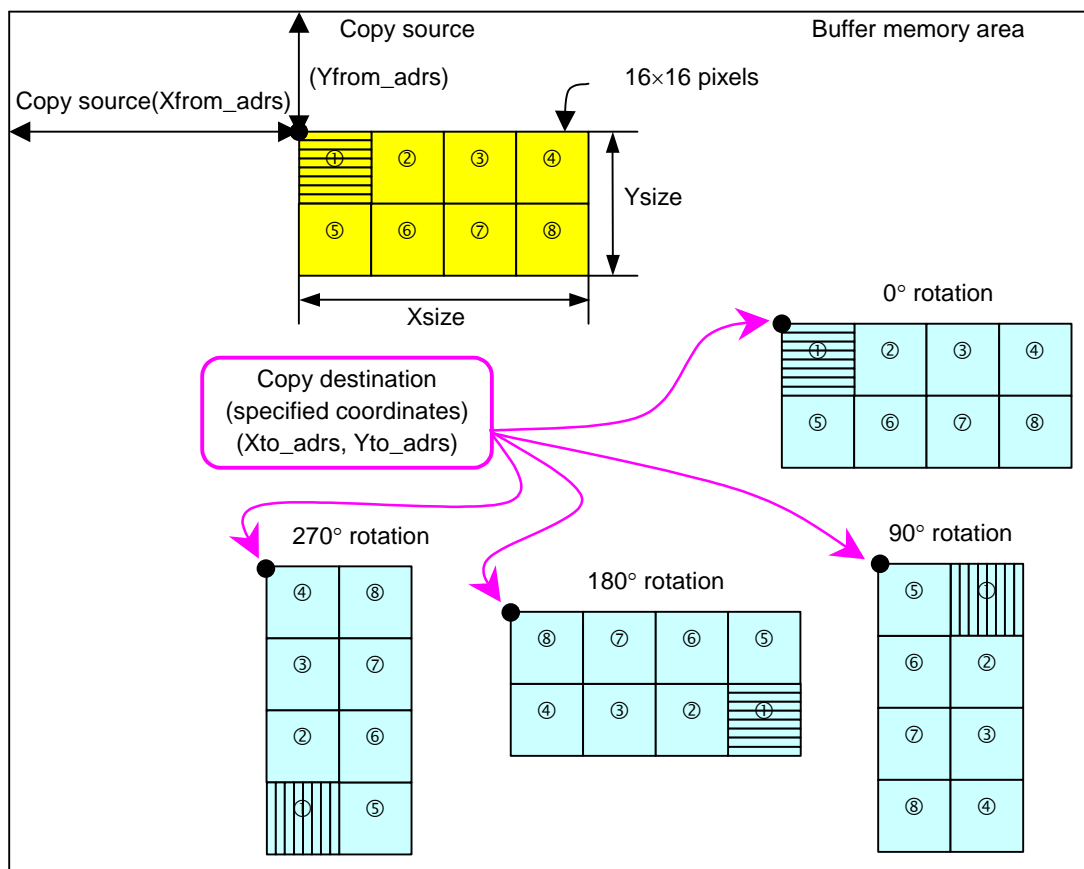 Copy source
(Yfrom_adrs)
Buffer memory area
16×16 pixels
Copy source(Xfrom_adrs)
① ② ③ ④
⑤ ⑥ ⑦ ⑧
Ysize
Xsize
0° rotation
① ② ③ ④
⑤ ⑥ ⑦ ⑧
Copy destination
(specified coordinates)
(Xto_adrs, Yto_adrs)
270° rotation
④ ⑧
③ ⑦
② ⑥
① ⑤
180° rotation
⑧ ⑦ ⑥ ⑤
④ ③ ② ①
90° rotation
⑤ ①
⑥ ②
⑦ ③
⑧ ④